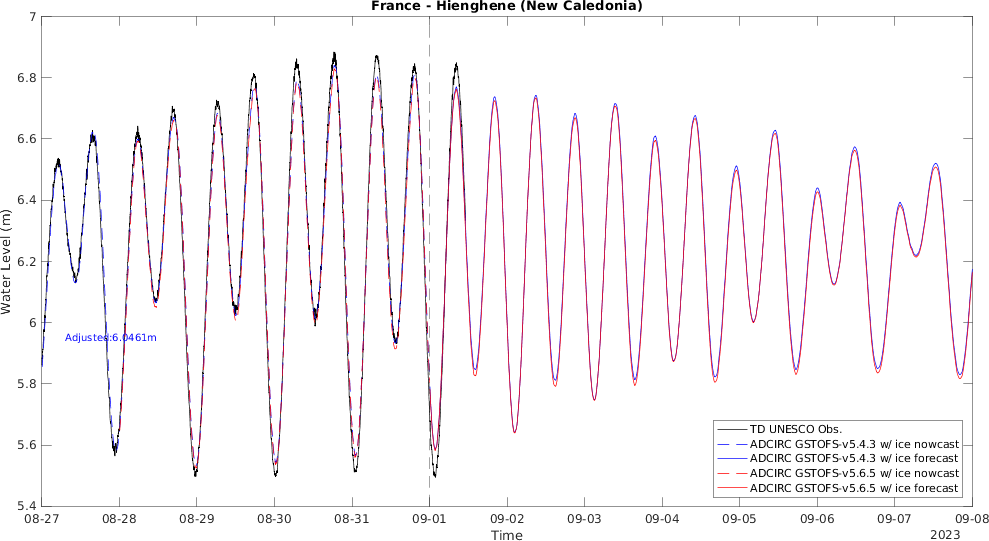 France - Hienghene (New Caledonia)
7
6.8
6.6
6.4
6.2
6
5.8
5.6
5.4
Water Level (m)
Adjusted:6.0461m
TD UNESCO Obs.
ADCIRC GSTOFS-v5.4.3 w/ ice nowcast
ADCIRC GSTOFS-v5.4.3 w/ ice forecast
ADCIRC GSTOFS-v5.6.5 w/ ice nowcast
ADCIRC GSTOFS-v5.6.5 w/ ice forecast
08-27 08-28 08-29 08-30 08-31 09-01 09-02 09-03 09-04 09-05 09-06 09-07 09-08
Time
2023